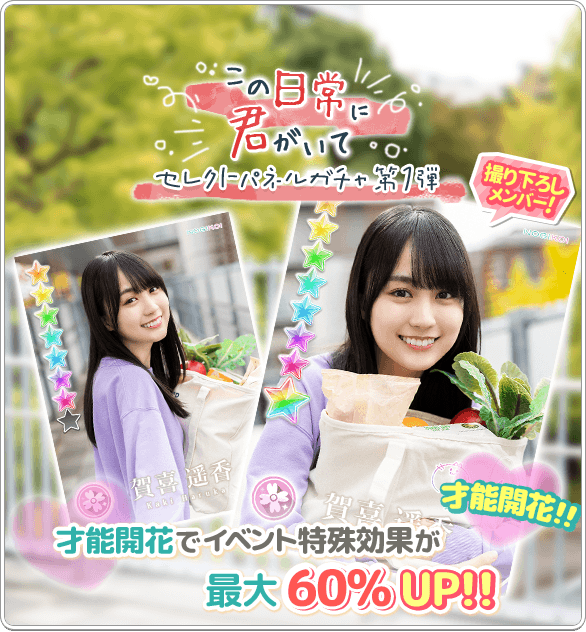 この日常に
君がいて
セレクトパネルガチャ 第1弾
撮り下ろし
メンバー!
賀喜 遥香
Kaki Haruka
賀喜 遥香
才能開花!!
才能開花でイベント特殊効果が
最大 60% UP!!